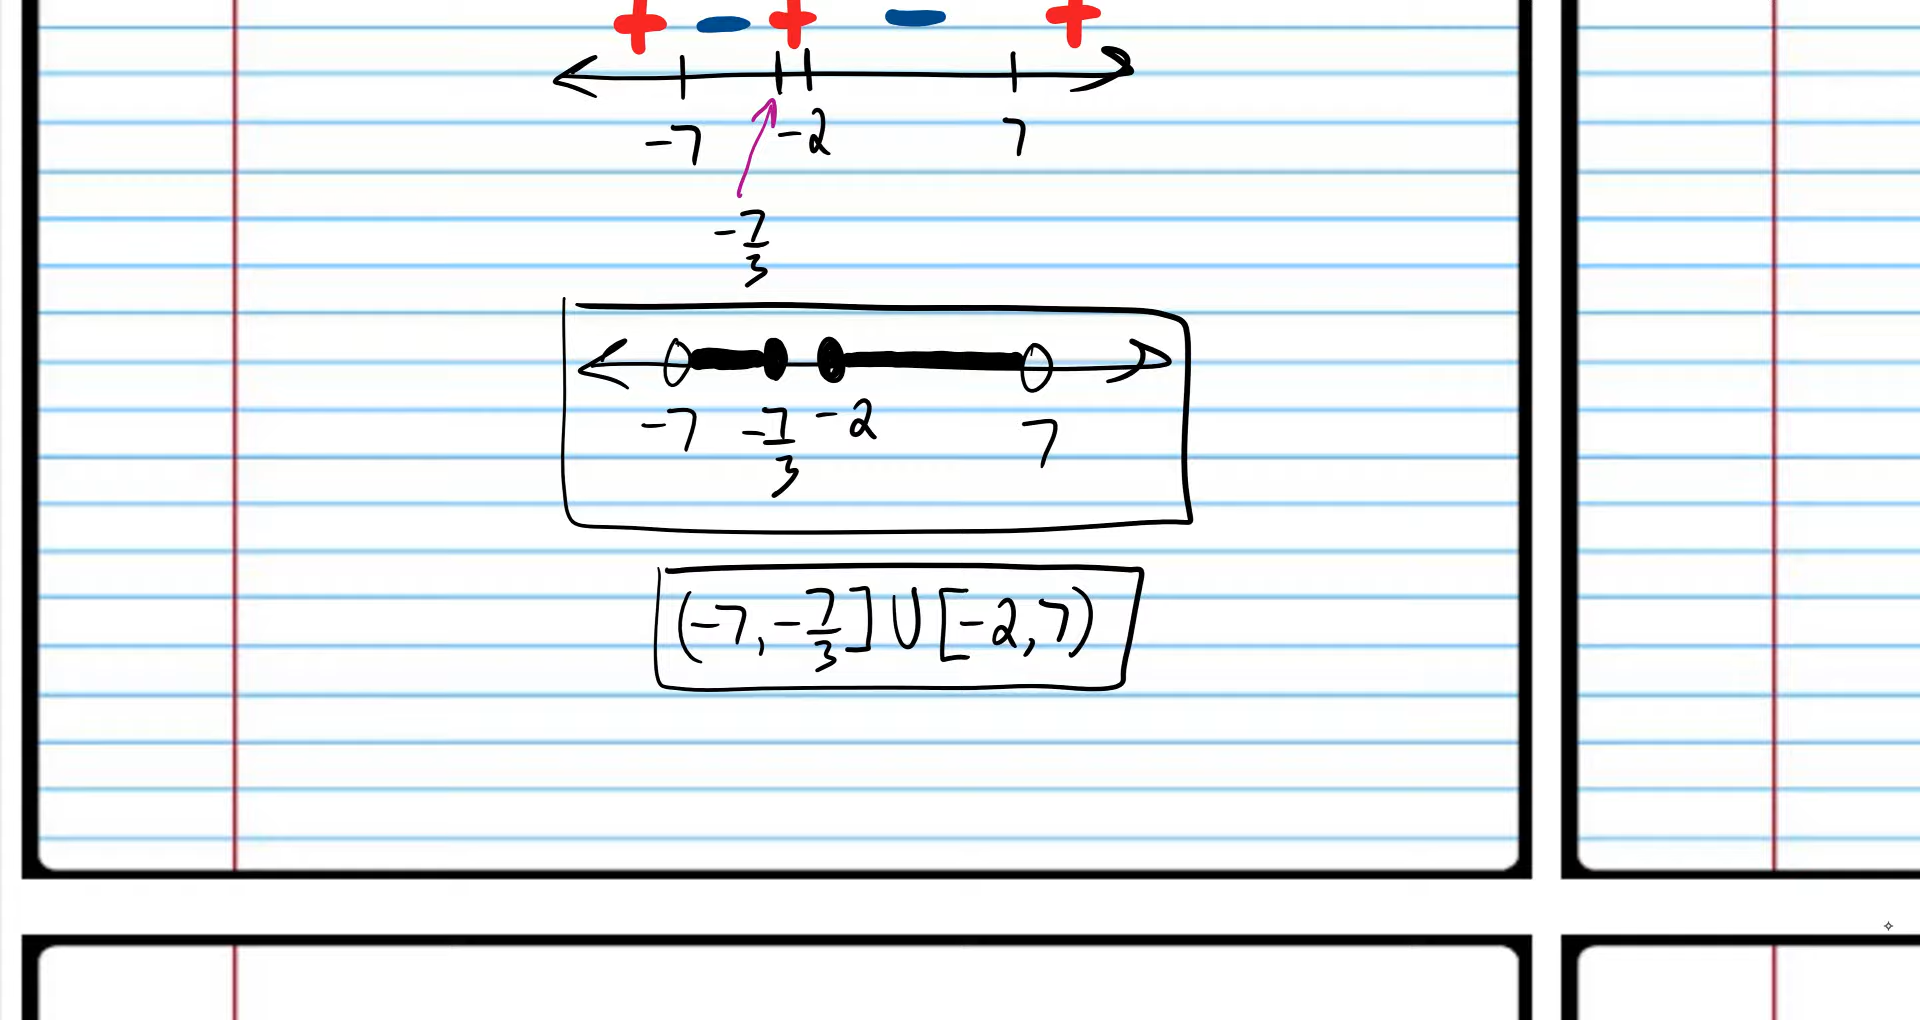 + − + − +
−7 −2 7
−7/3
−7 −7/3 −2 7
(−7, −7/3] ∪ [−2, 7)